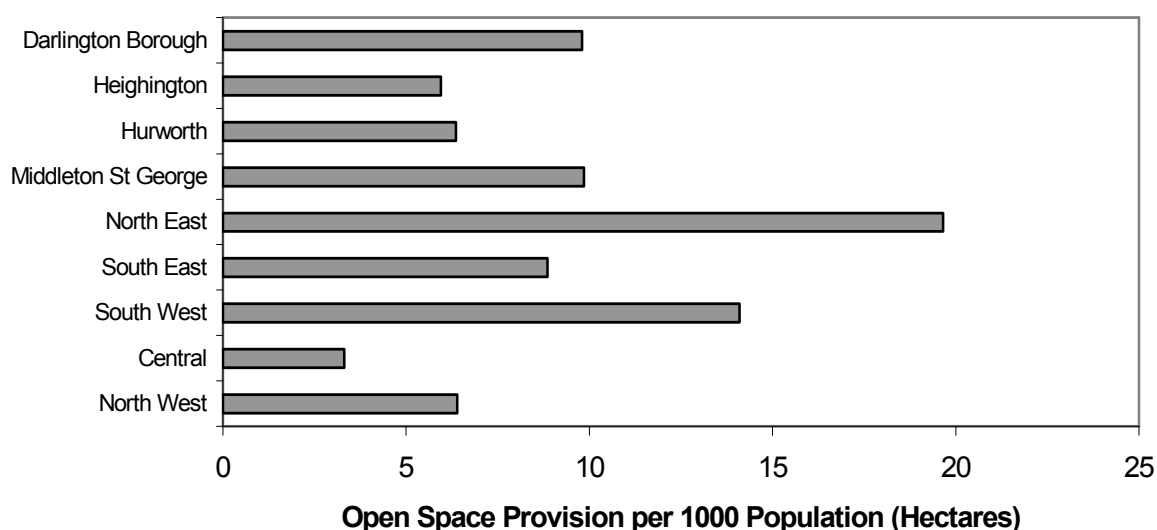 Darlington Borough
Heighington
Hurworth
Middleton St George
North East
South East
South West
Central
North West
0 5 10 15 20 25
Open Space Provision per 1000 Population (Hectares)